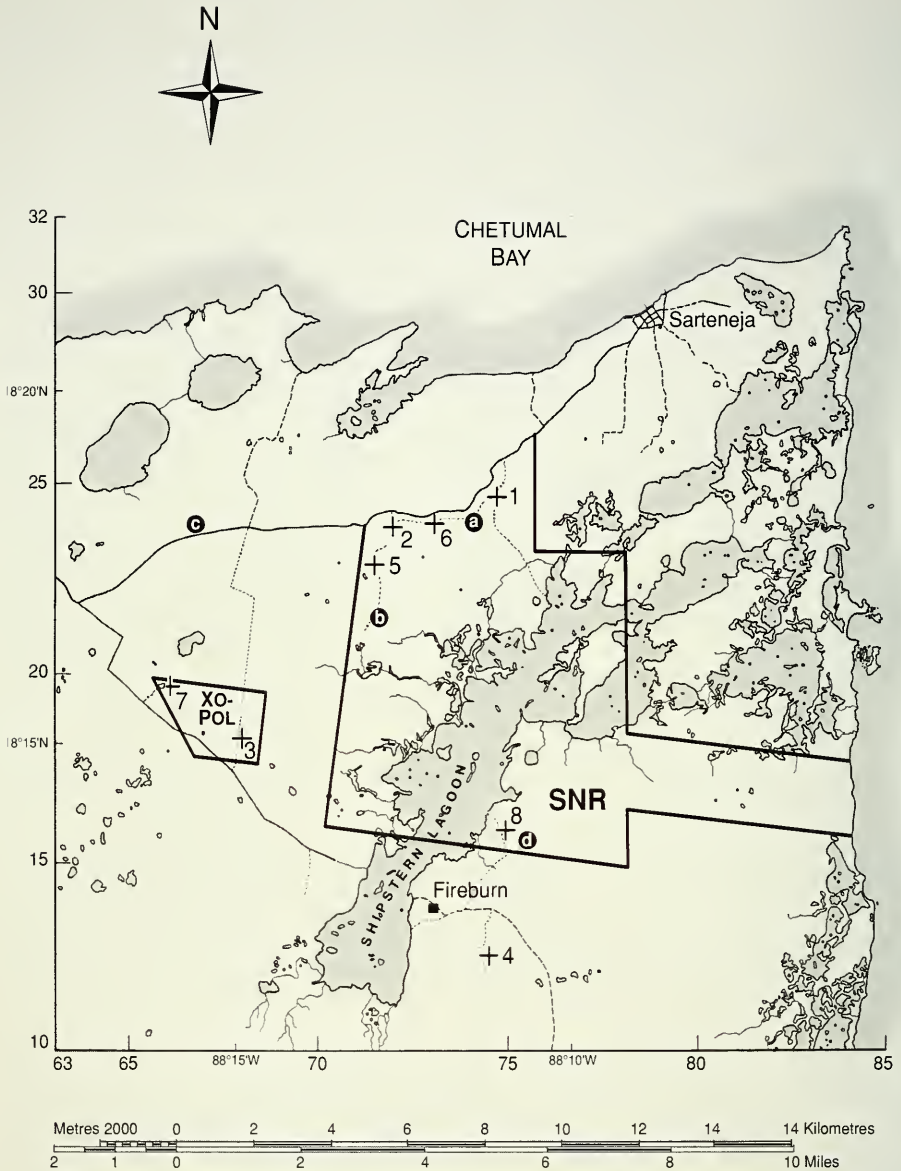 N
CHETUMAL
BAY
32
30
Sarteneja
18°20'N
25
c
a
1
2
6
5
b
20
7
XO-
POL
3
18°15'N
SHIPSTERN LAGOON
SNR
8
d
15
Fireburn
4
10
63
65
88°15'W
70
75
88°10'W
80
85
Metres 2000 0 2 4 6 8 10 12 14 14 Kilometres
2 1 0 2 4 6 8 10 Miles